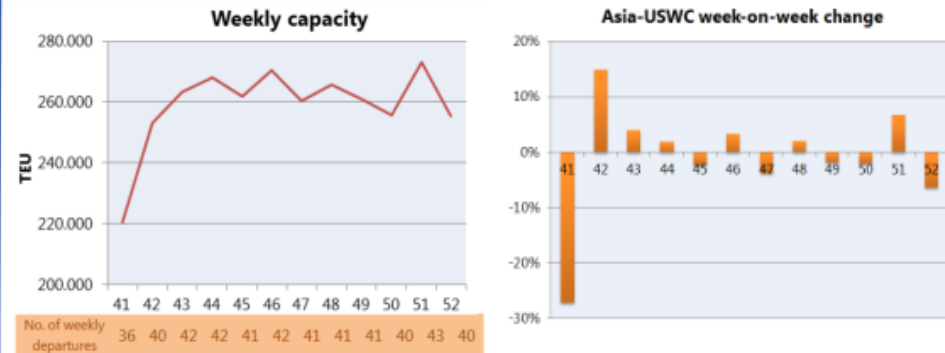 Weekly capacity
280.000
260.000
240.000
220.000
200.000
TEU
41 42 43 44 45 46 47 48 49 50 51 52
No. of weekly departures 36 40 42 42 41 42 41 41 41 40 43 40
Asia-USWC week-on-week change
20%
10%
0%
-10%
-20%
-30%
41 42 43 44 45 46 47 48 49 50 51 52